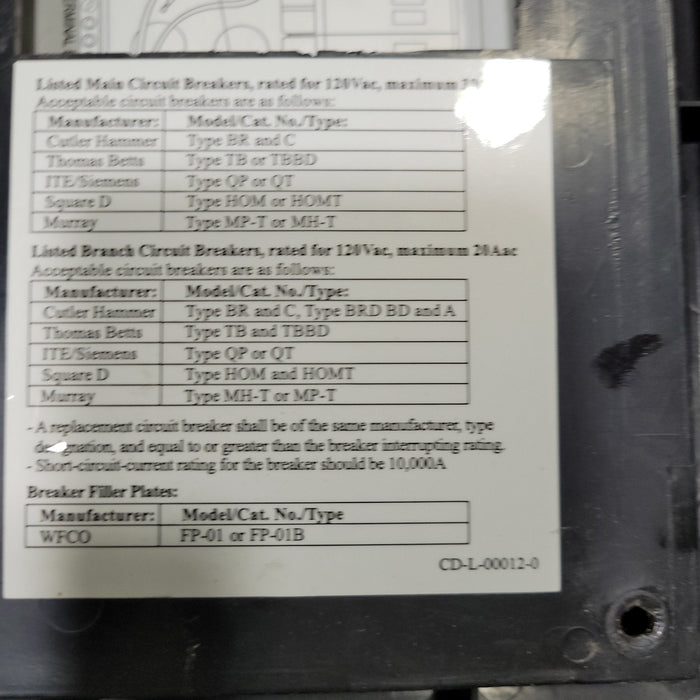 TERMINAL
Listed Main Circuit Breakers, rated for 120Vac, maximum
Acceptable circuit breakers are as follows:
Manufacturer: Model/Cat. No./Type:
Cutler Hammer Type BR and C
Thomas Betts Type TB or TBBD
ITE/Siemens Type QP or QT
Square D Type HOM or HOMT
Murray Type MP-T or MH-T
Listed Branch Circuit Breakers, rated for 120Vac, maximum 20Aac
Acceptable circuit breakers are as follows:
Manufacturer: Model/Cat. No./Type:
Cutler Hammer Type BR and C, Type BRD BD and A
Thomas Betts Type TB and TBBD
ITE/Siemens Type QP or QT
Square D Type HOM and HOMT
Murray Type MH-T or MP-T
- A replacement circuit breaker shall be of the same manufacturer, type
designation, and equal to or greater than the breaker interrupting rating.
- Short-circuit-current rating for the breaker should be 10,000A
Breaker Filler Plates:
Manufacturer: Model/Cat. No./Type
WFCO FP-01 or FP-01B
CD-L-00012-0